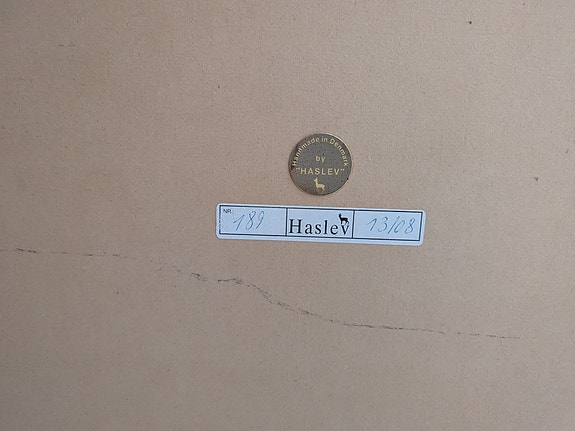 Handmade in Denmark
by
"HASLEV"
NR. 189 Haslev 13/08